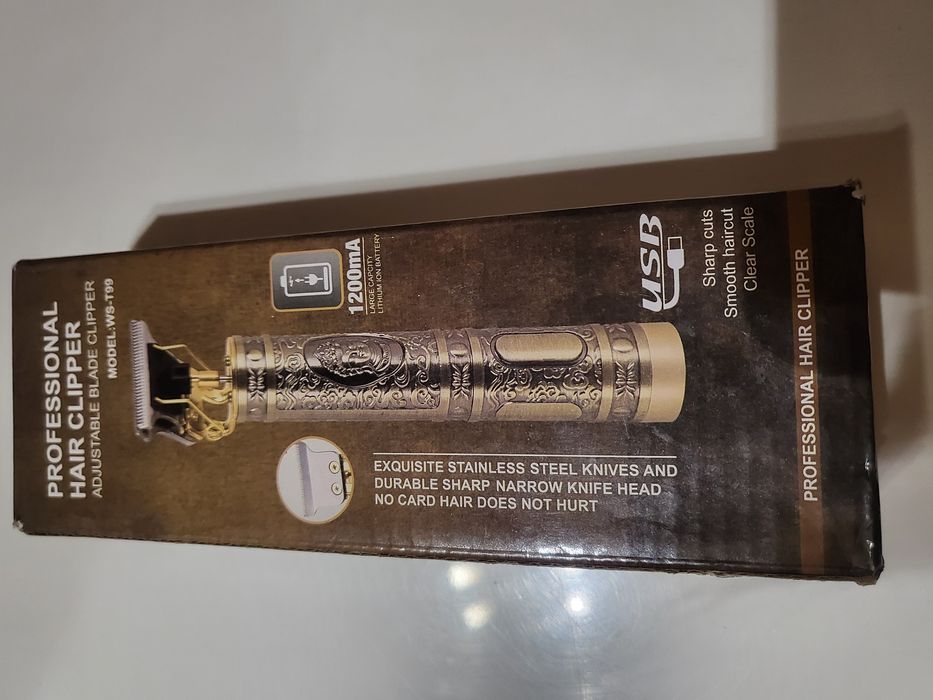 PROFESSIONAL
HAIR CLIPPER
ADJUSTABLE BLADE CLIPPER
MODEL:WS-T99
1200mA
LARGE CAPCITY
LITHIUM ION BATTERY
EXQUISITE STAINLESS STEEL KNIVES AND
DURABLE SHARP NARROW KNIFE HEAD
NO CARD HAIR DOES NOT HURT
USB
Sharp cuts
Smooth haircut
Clear Scale
PROFESSIONAL HAIR CLIPPER